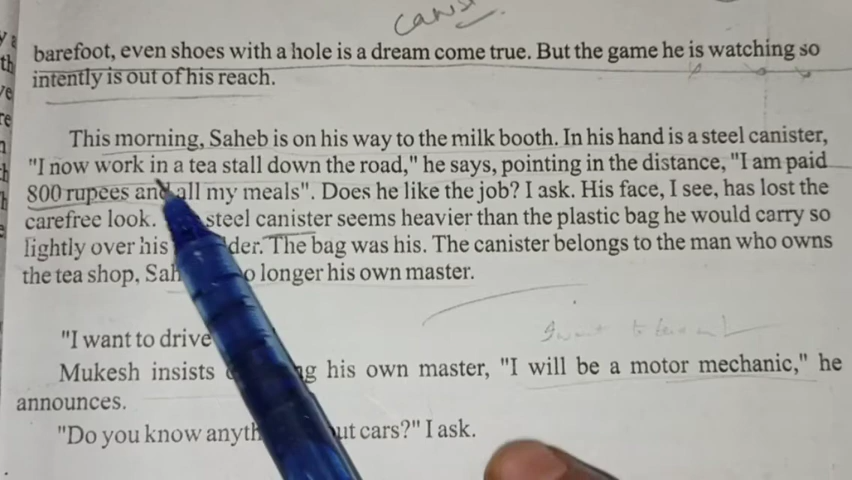 barefoot, even shoes with a hole is a dream come true. But the game he is watching so
intently is out of his reach.
This morning, Saheb is on his way to the milk booth. In his hand is a steel canister,
"I now work in a tea stall down the road," he says, pointing in the distance, "I am paid
800 rupees and all my meals". Does he like the job? I ask. His face, I see, has lost the
carefree look. steel canister seems heavier than the plastic bag he would carry so
lightly over his The bag was his. The canister belongs to the man who owns
the tea shop, longer his own master.
"I want to drive
Mukesh insists his own master, "I will be a motor mechanic," he
announces.
"Do you know cars?" I ask.